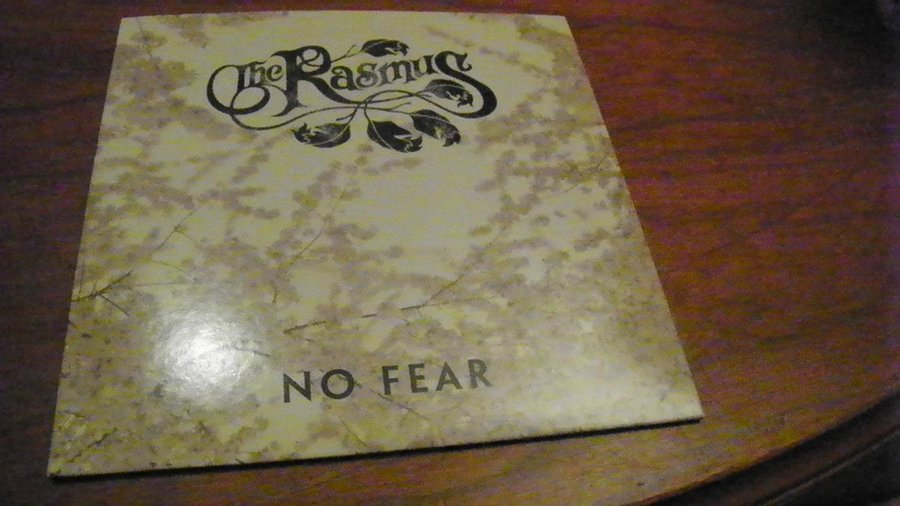 The Rasmus
NO FEAR